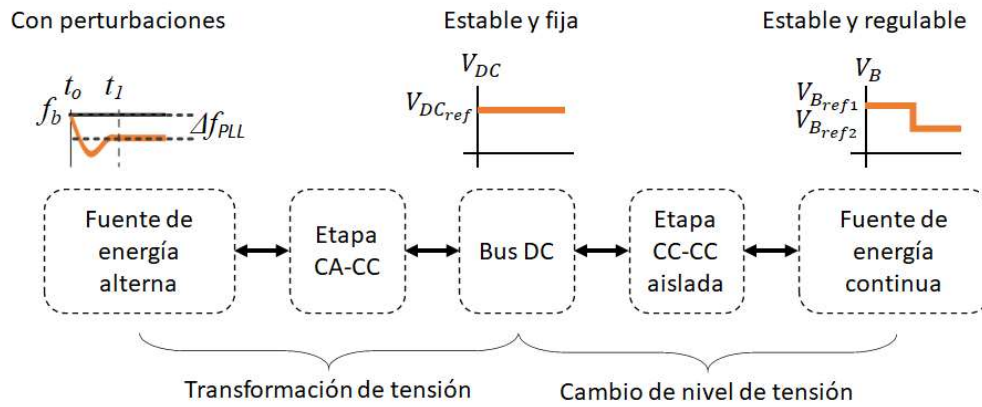 Con perturbaciones
Estable y fija
Estable y regulable
t_o t_1
f_b
Δf_PLL
V_DC
V_DC_ref
V_B
V_B_ref1
V_B_ref2
Fuente de
energía
alterna
Etapa
CA-CC
Bus DC
Etapa
CC-CC
aislada
Fuente de
energía
continua
Transformación de tensión
Cambio de nivel de tensión